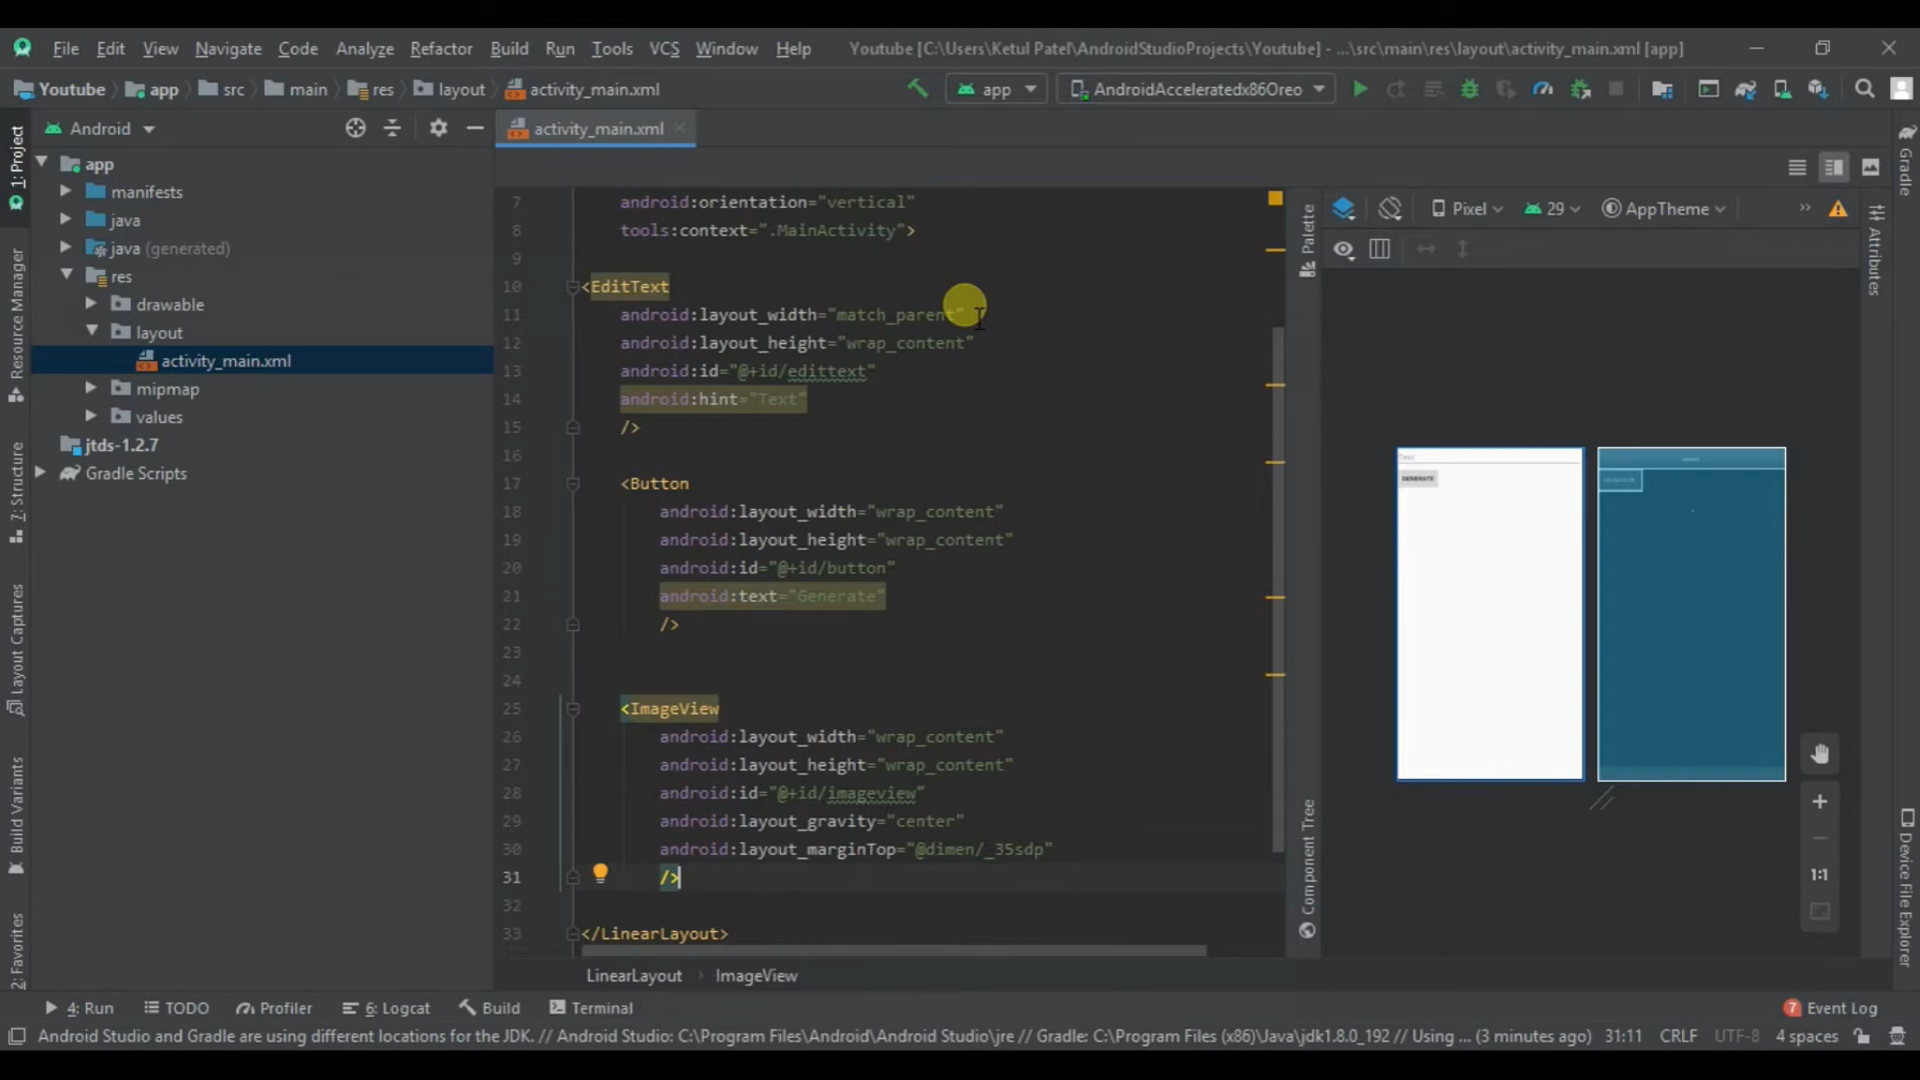 File Edit View Navigate Code Analyze Refactor Build Run Tools VCS Window Help Youtube [C:\Users\Ketul Patel\AndroidStudioProjects\Youtube] - ...\src\main\res\layout\activity_main.xml [app]
Youtube app src main res layout activity_main.xml app AndroidAcceleratedx86Oreo
Android activity_main.xml
1: Project
Resource Manager
7: Structure
Layout Captures
Build Variants
2: Favorites
app
manifests
java
java (generated)
res
drawable
layout
activity_main.xml
mipmap
values
jtds-1.2.7
Gradle Scripts
7 android:orientation="vertical"
8 tools:context=".MainActivity">
9
10 <EditText
11 android:layout_width="match_parent"
12 android:layout_height="wrap_content"
13 android:id="@+id/edittext"
14 android:hint="Text"
15 />
16
17 <Button
18 android:layout_width="wrap_content"
19 android:layout_height="wrap_content"
20 android:id="@+id/button"
21 android:text="Generate"
22 />
23
24
25 <ImageView
26 android:layout_width="wrap_content"
27 android:layout_height="wrap_content"
28 android:id="@+id/imageview"
29 android:layout_gravity="center"
30 android:layout_marginTop="@dimen/_35sdp"
31 />
32
33 </LinearLayout>
LinearLayout ImageView
Palette
Component Tree
Pixel 29 AppTheme
Text
GENERATE
1:1
Gradle
Attributes
Device File Explorer
4: Run TODO Profiler 6: Logcat Build Terminal 7 Event Log
Android Studio and Gradle are using different locations for the JDK. // Android Studio: C:\Program Files\Android\Android Studio\jre // Gradle: C:\Program Files (x86)\Java\jdk1.8.0_192 // Using ... (3 minutes ago) 31:11 CRLF UTF-8 4 spaces